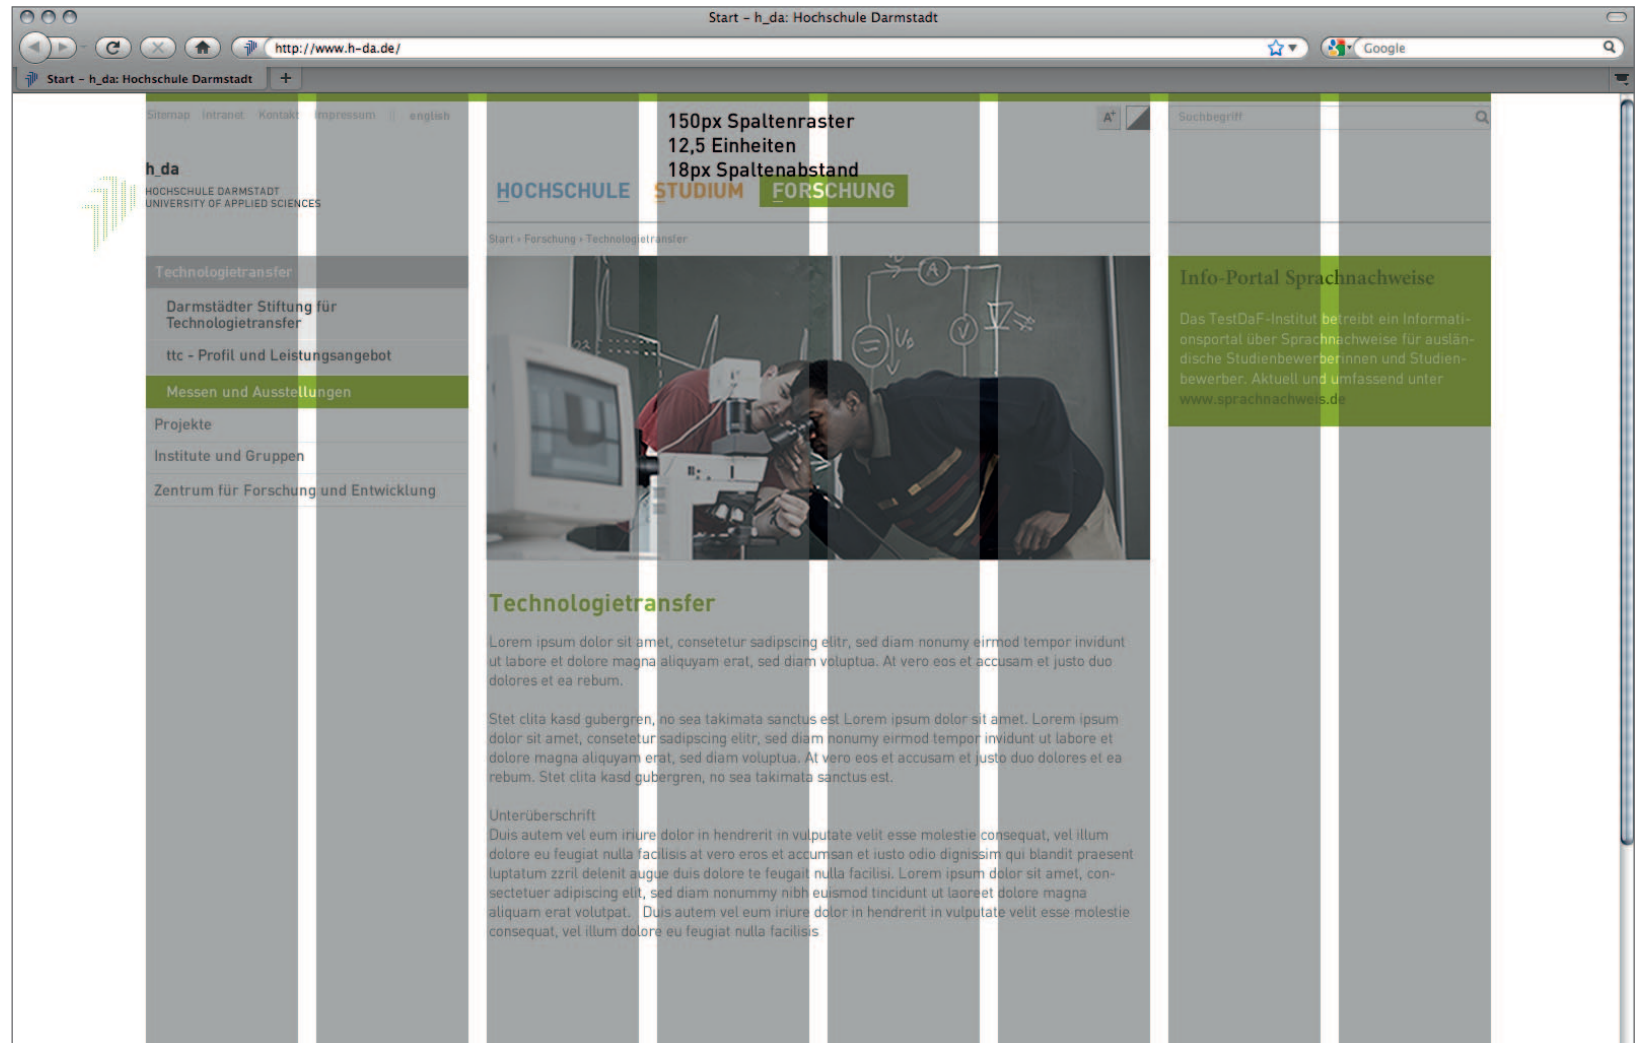 Start – h_da: Hochschule Darmstadt
http://www.h-da.de/
Google
Start – h_da: Hochschule Darmstadt
Sitemap Intranet Kontakt Impressum || english
150px Spaltenraster
12,5 Einheiten
18px Spaltenabstand
A+
Suchbegriff
h_da
HOCHSCHULE DARMSTADT
UNIVERSITY OF APPLIED SCIENCES
HOCHSCHULE STUDIUM FORSCHUNG
Start › Forschung › Technologietransfer
Technologietransfer
Darmstädter Stiftung für
Technologietransfer
ttc - Profil und Leistungsangebot
Messen und Ausstellungen
Projekte
Institute und Gruppen
Zentrum für Forschung und Entwicklung
A
V
Info-Portal Sprachnachweise
Das TestDaF-Institut betreibt ein Informati-
onsportal über Sprachnachweise für auslän-
dische Studienbewerberinnen und Studien-
bewerber. Aktuell und umfassend unter
www.sprachnachweis.de
Technologietransfer
Lorem ipsum dolor sit amet, consetetur sadipscing elitr, sed diam nonumy eirmod tempor invidunt
ut labore et dolore magna aliquyam erat, sed diam voluptua. At vero eos et accusam et justo duo
dolores et ea rebum.
Stet clita kasd gubergren, no sea takimata sanctus est Lorem ipsum dolor sit amet. Lorem ipsum
dolor sit amet, consetetur sadipscing elitr, sed diam nonumy eirmod tempor invidunt ut labore et
dolore magna aliquyam erat, sed diam voluptua. At vero eos et accusam et justo duo dolores et ea
rebum. Stet clita kasd gubergren, no sea takimata sanctus est.
Unterüberschrift
Duis autem vel eum iriure dolor in hendrerit in vulputate velit esse molestie consequat, vel illum
dolore eu feugiat nulla facilisis at vero eros et accumsan et iusto odio dignissim qui blandit praesent
luptatum zzril delenit augue duis dolore te feugait nulla facilisi. Lorem ipsum dolor sit amet, con-
sectetuer adipiscing elit, sed diam nonummy nibh euismod tincidunt ut laoreet dolore magna
aliquam erat volutpat. Duis autem vel eum iriure dolor in hendrerit in vulputate velit esse molestie
consequat, vel illum dolore eu feugiat nulla facilisis